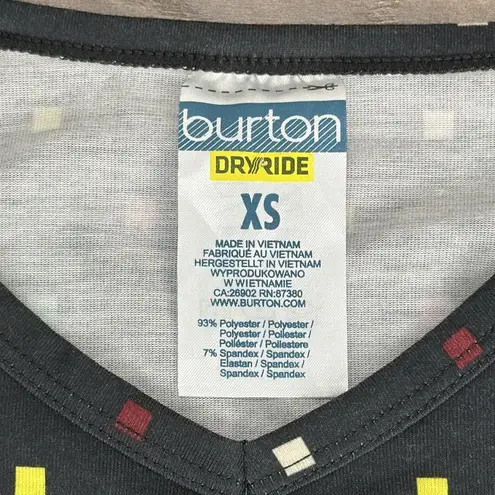 burton
DRYRIDE
XS
MADE IN VIETNAM
FABRIQUÉ AU VIETNAM
HERGESTELLT IN VIETNAM
WYPRODUKOWANO
W WIETNAMIE
CA:26902 RN:87380
WWW.BURTON.COM
93% Polyester / Polyester /
Polyester / Poliester /
Poliéster / Poliestere
7% Spandex / Spandex /
Elastan / Spandex /
Spandex / Spandex